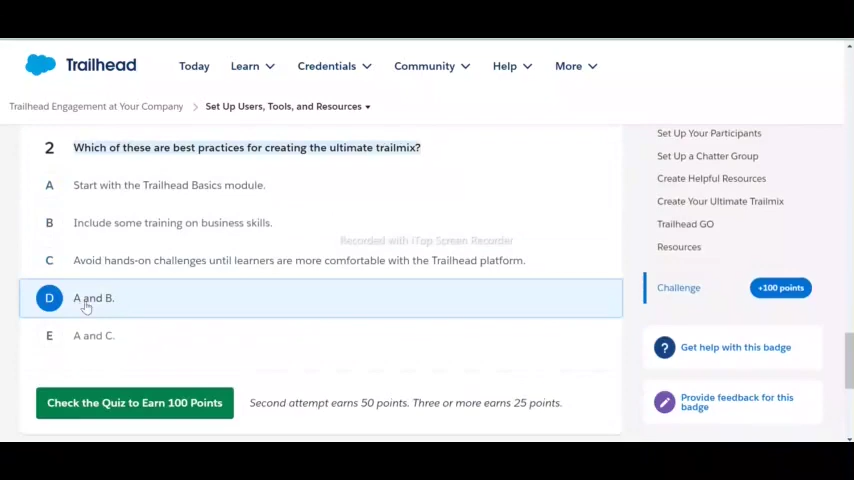 Trailhead
Today
Learn
Credentials
Community
Help
More
Trailhead Engagement at Your Company
Set Up Users, Tools, and Resources
2
Which of these are best practices for creating the ultimate trailmix?
A
Start with the Trailhead Basics module.
B
Include some training on business skills.
Recorded with iTop Screen Recorder
C
Avoid hands-on challenges until learners are more comfortable with the Trailhead platform.
D
A and B.
E
A and C.
Check the Quiz to Earn 100 Points
Second attempt earns 50 points. Three or more earns 25 points.
Set Up Your Participants
Set Up a Chatter Group
Create Helpful Resources
Create Your Ultimate Trailmix
Trailhead GO
Resources
Challenge
+100 points
?
Get help with this badge
Provide feedback for this
badge